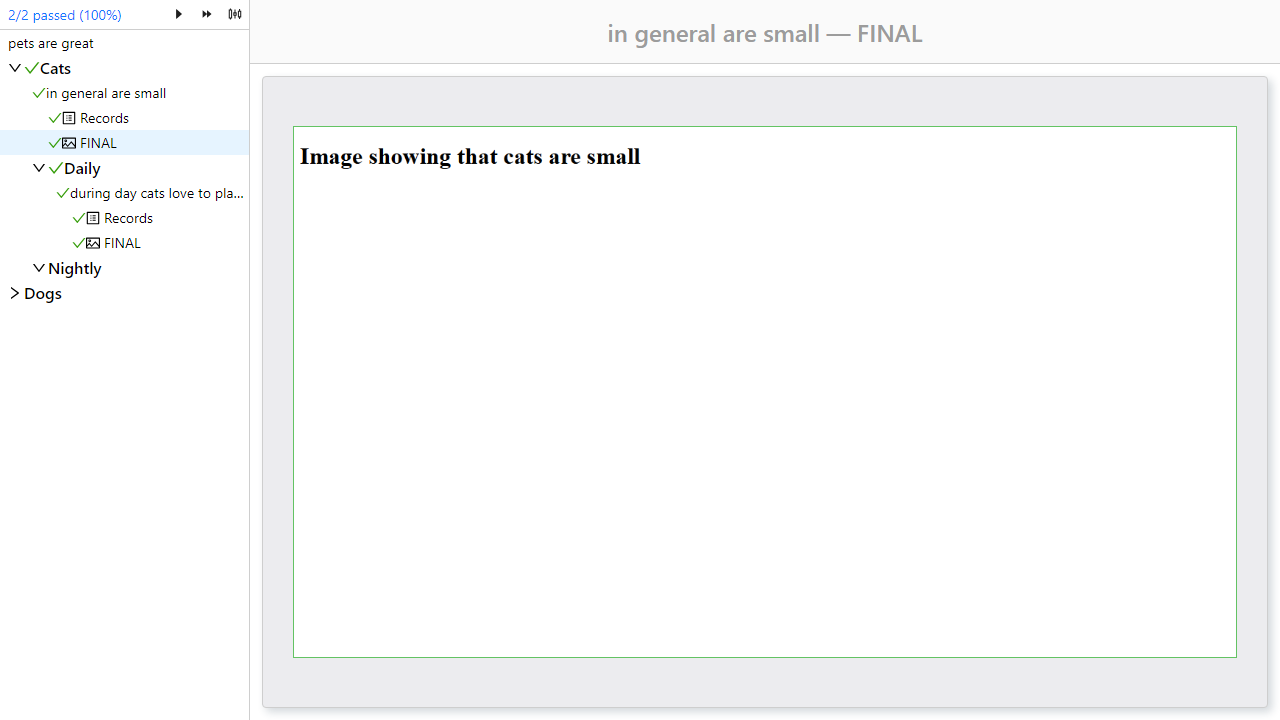 2/2 passed (100%)
pets are great
Cats
in general are small
Records
FINAL
Daily
during day cats love to pla...
Records
FINAL
Nightly
Dogs
in general are small — FINAL
Image showing that cats are small